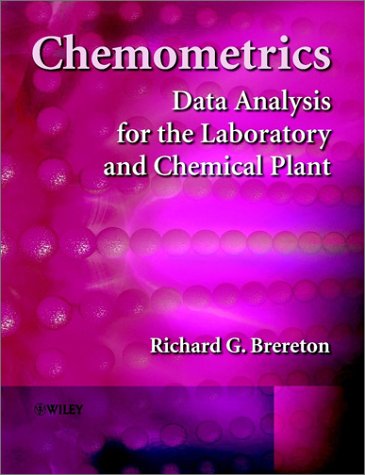 Chemometrics
Data Analysis
for the Laboratory
and Chemical Plant
Richard G. Brereton
WILEY